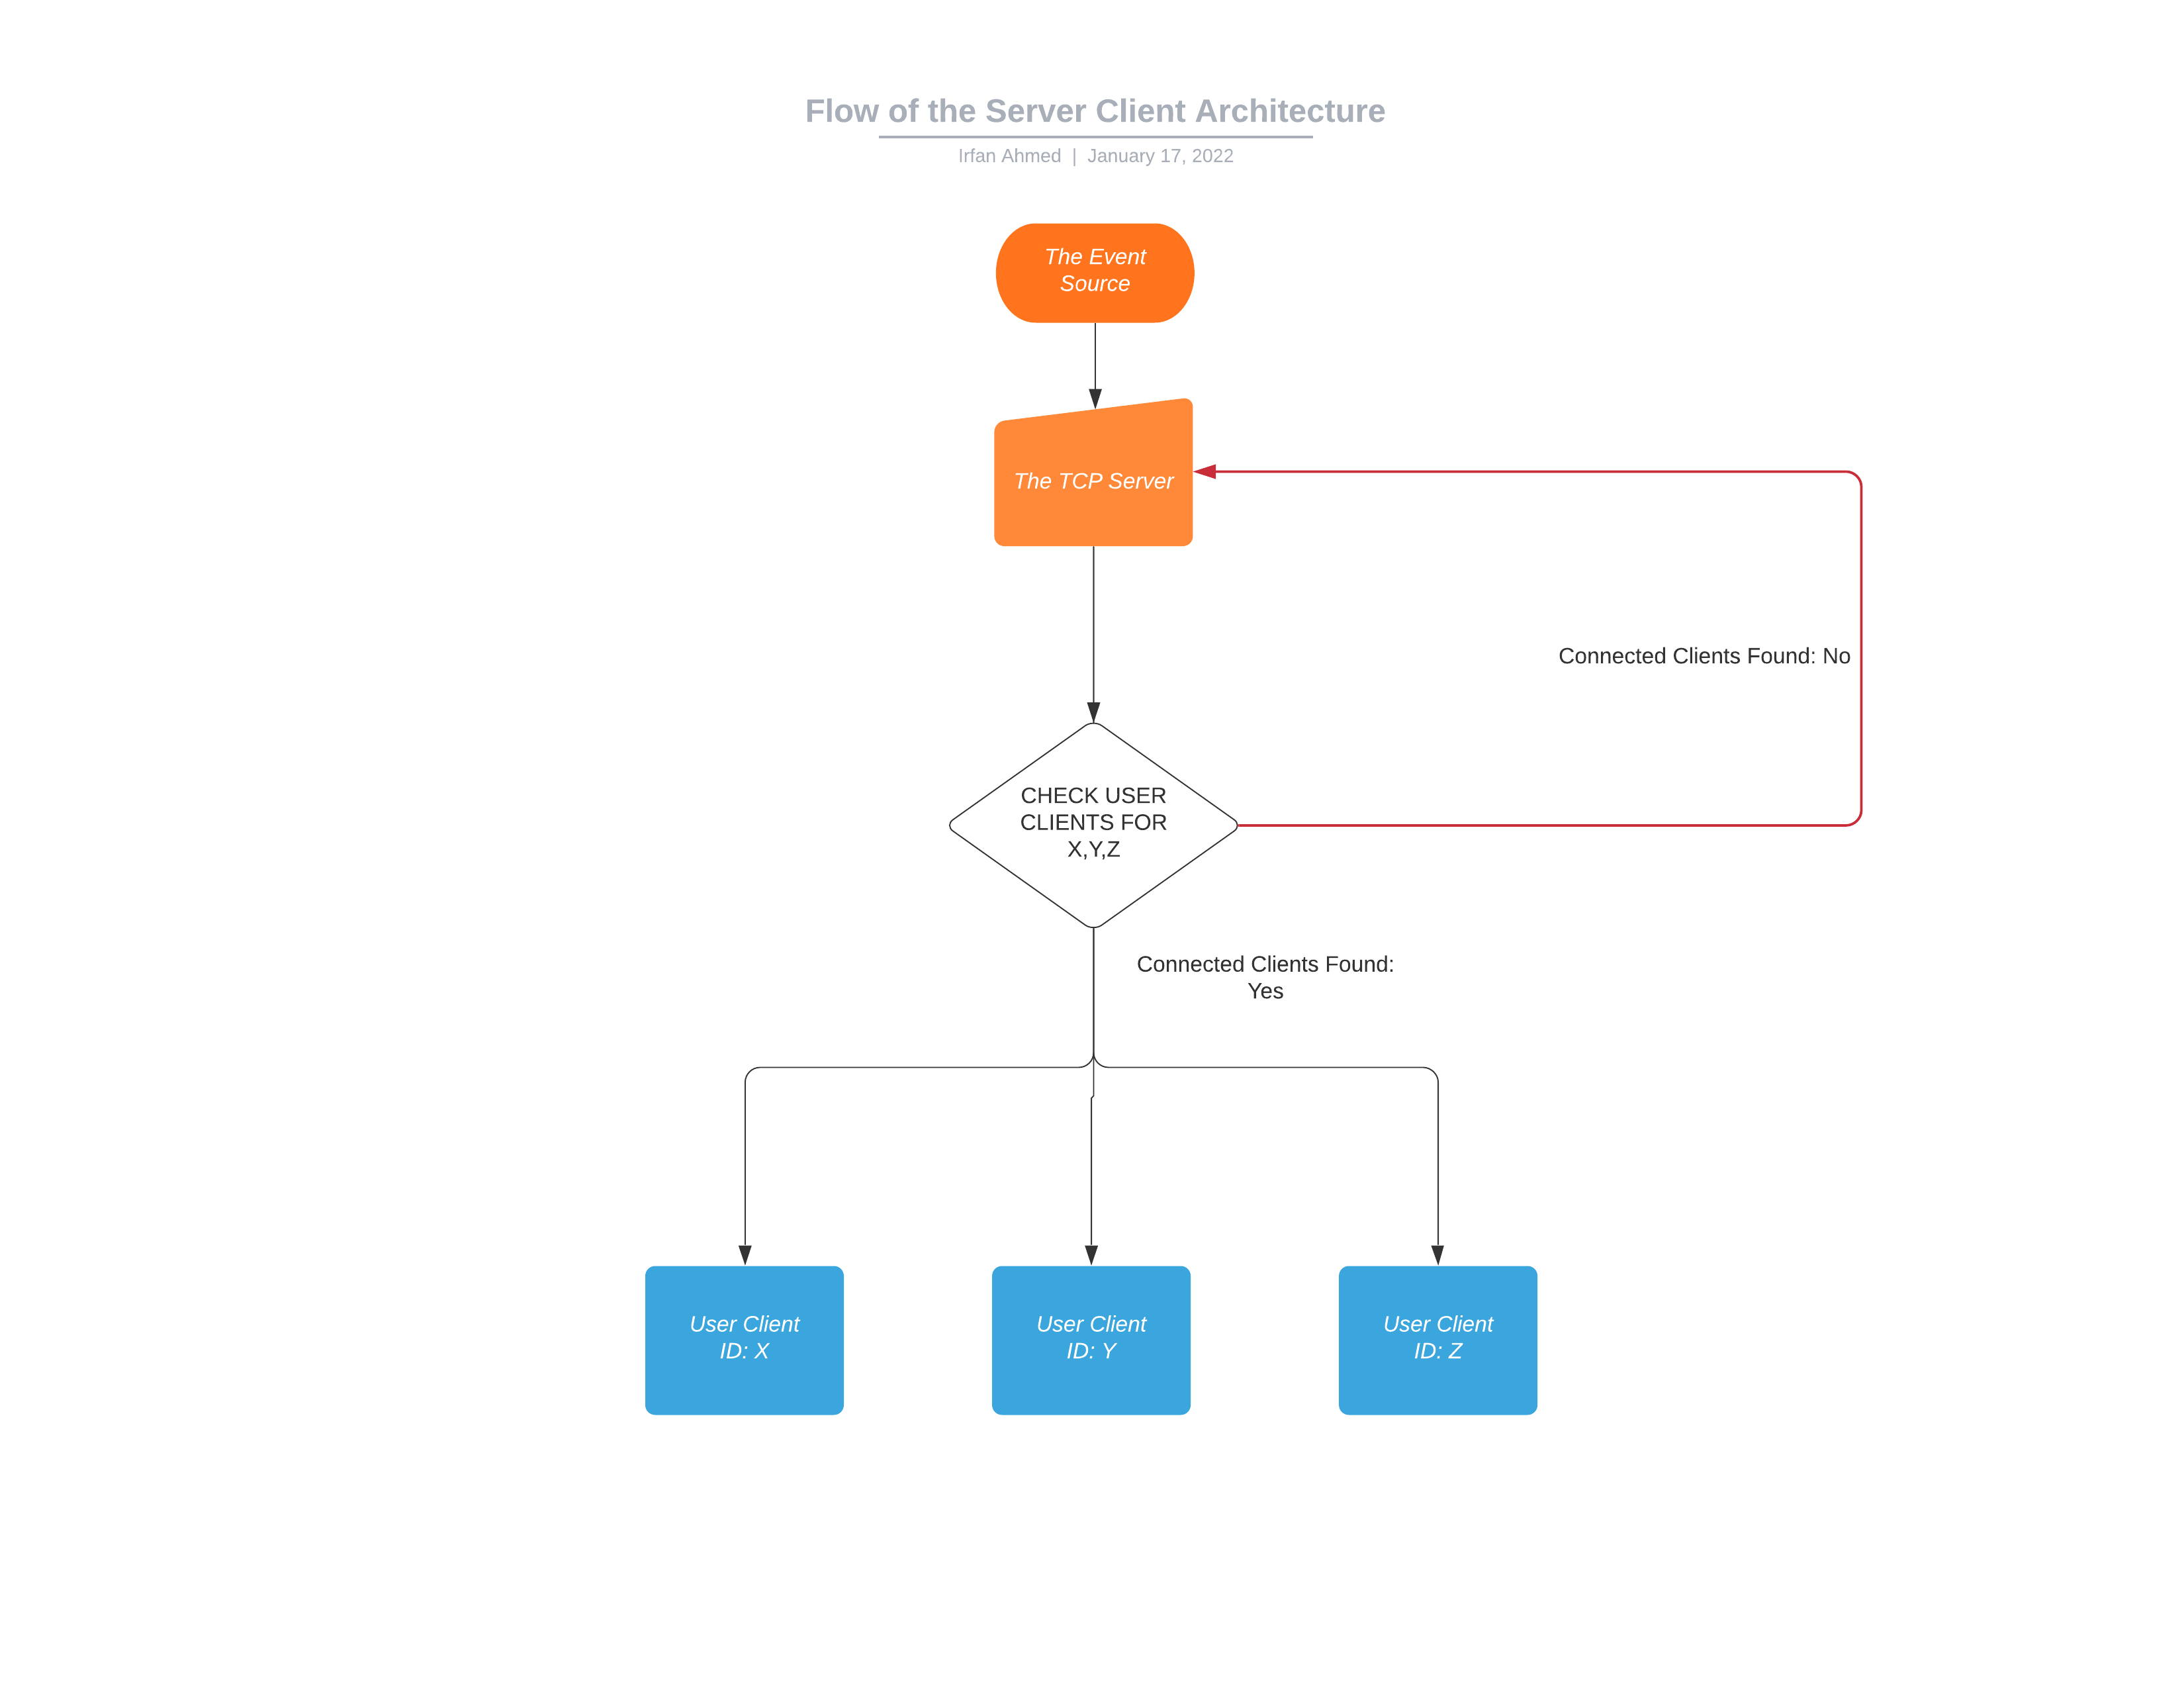 Flow of the Server Client Architecture
Irfan Ahmed | January 17, 2022
The Event
Source
The TCP Server
Connected Clients Found: No
CHECK USER
CLIENTS FOR
X,Y,Z
Connected Clients Found:
Yes
User Client
ID: X
User Client
ID: Y
User Client
ID: Z